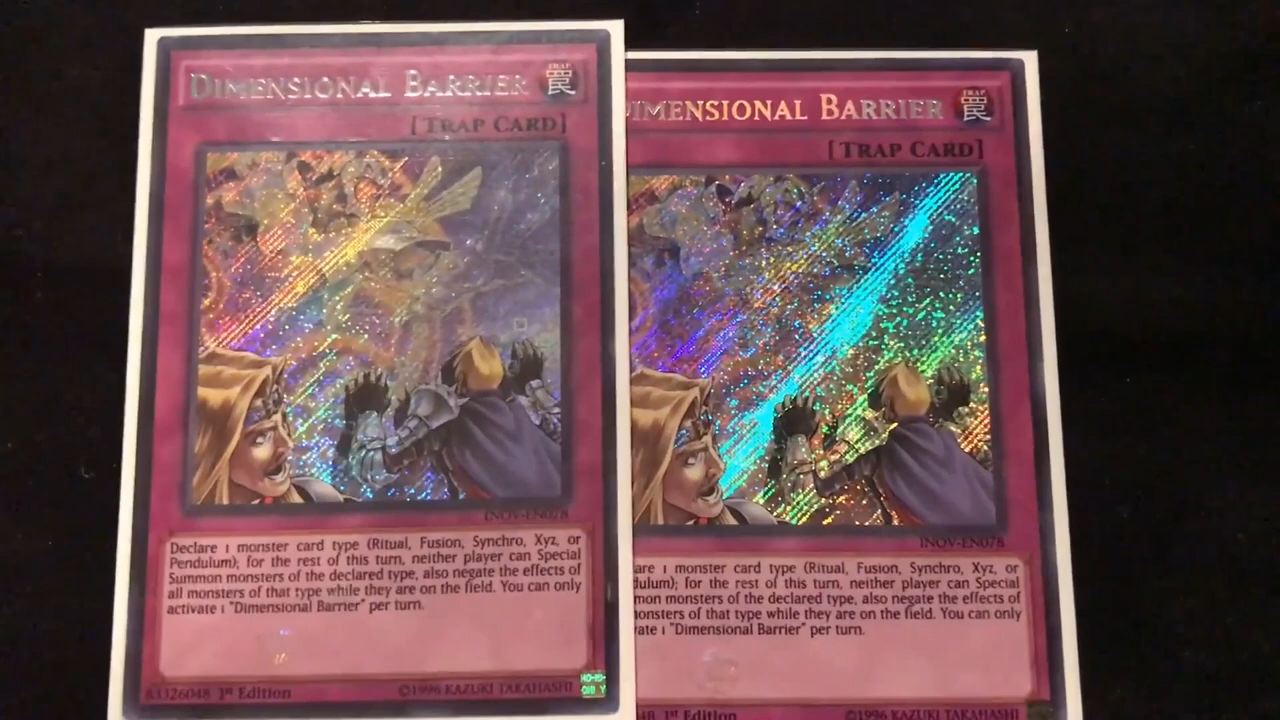 DIMENSIONAL BARRIER
TRAP
罠
[TRAP CARD]
INOV-EN078
Declare 1 monster card type (Ritual, Fusion, Synchro, Xyz, or
Pendulum); for the rest of this turn, neither player can Special
Summon monsters of the declared type, also negate the effects of
all monsters of that type while they are on the field. You can only
activate 1 "Dimensional Barrier" per turn.
83326048 1st Edition
©1996 KAZUKI TAKAHASHI
DIMENSIONAL BARRIER
TRAP
罠
[TRAP CARD]
INOV-EN078
are 1 monster card type (Ritual, Fusion, Synchro, Xyz, or
dulum); for the rest of this turn, neither player can Special
mon monsters of the declared type, also negate the effects of
onsters of that type while they are on the field. You can only
vate 1 "Dimensional Barrier" per turn.
48 1st Edition
©1996 KAZUKI TAKAHASHI